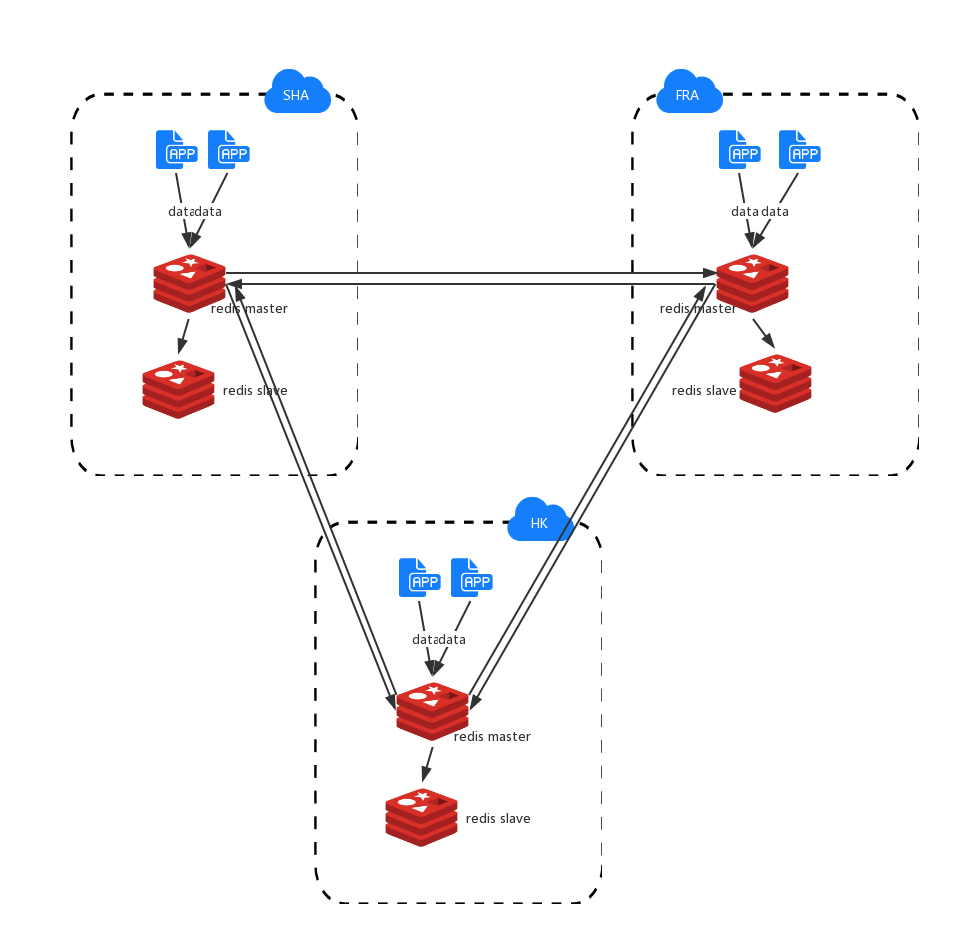 SHA
APP
APP
data
data
redis master
redis slave
FRA
APP
APP
data
data
redis master
redis slave
HK
APP
APP
data
data
redis master
redis slave